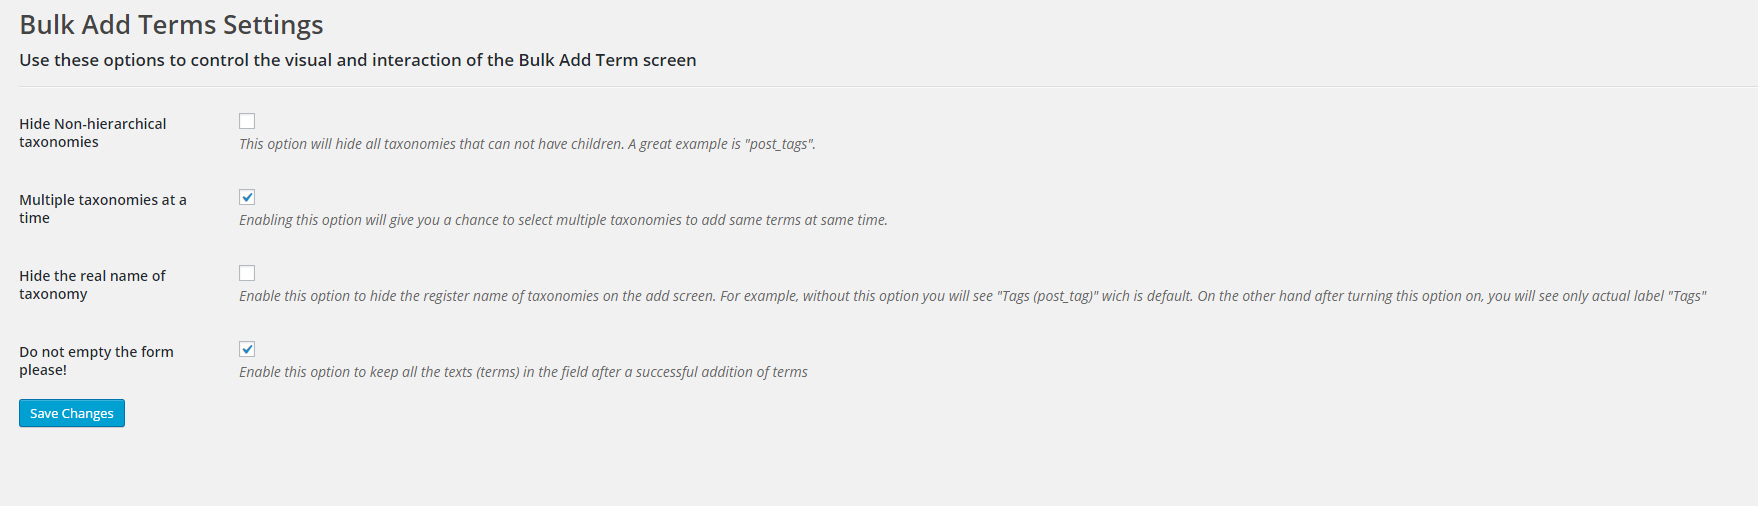 Bulk Add Terms Settings
Use these options to control the visual and interaction of the Bulk Add Term screen
Hide Non-hierarchical
taxonomies
This option will hide all taxonomies that can not have children. A great example is "post_tags".
Multiple taxonomies at a
time
Enabling this option will give you a chance to select multiple taxonomies to add same terms at same time.
Hide the real name of
taxonomy
Enable this option to hide the register name of taxonomies on the add screen. For example, without this option you will see "Tags (post_tag)" wich is default. On the other hand after turning this option on, you will see only actual label "Tags"
Do not empty the form
please!
Enable this option to keep all the texts (terms) in the field after a successful addition of terms
Save Changes